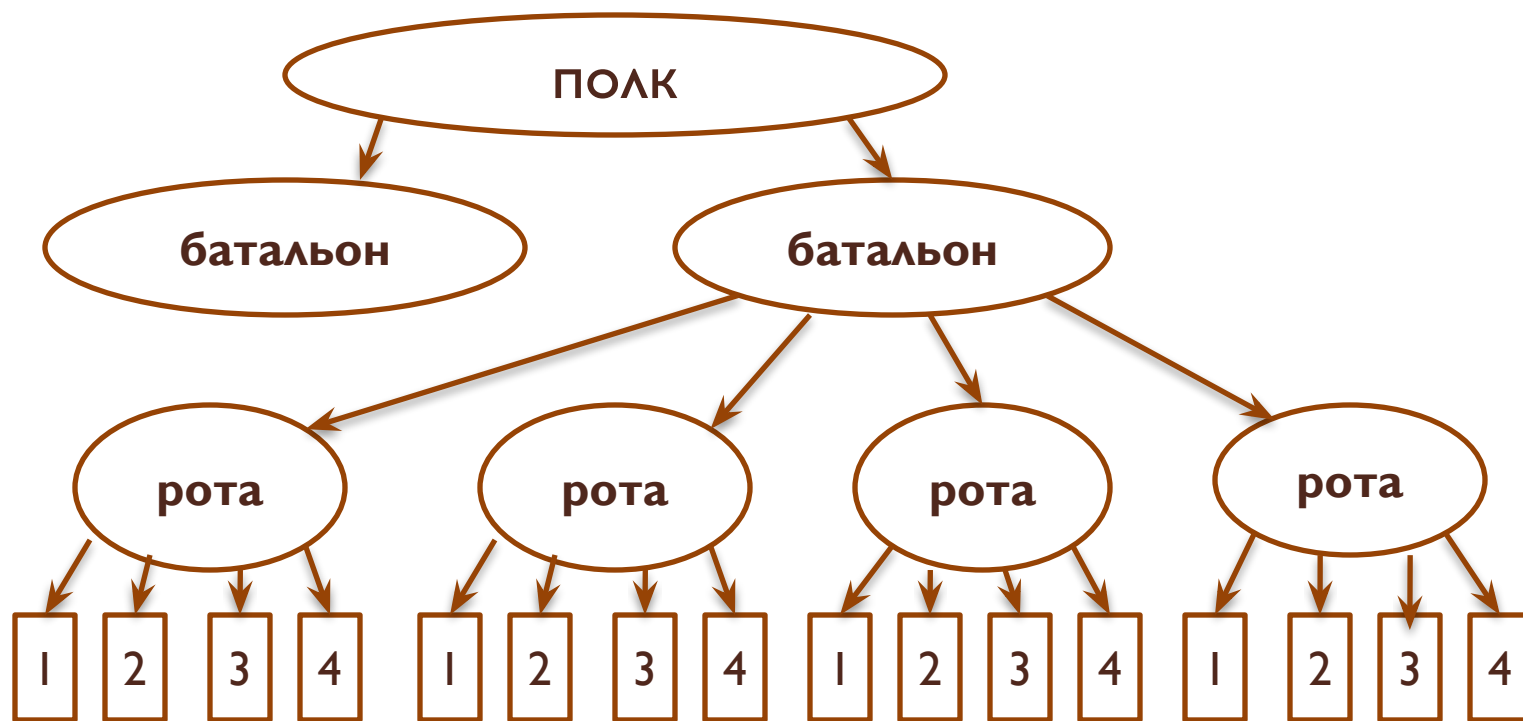 ПОЛК
батальон батальон
рота рота рота рота
1 2 3 4 1 2 3 4 1 2 3 4 1 2 3 4